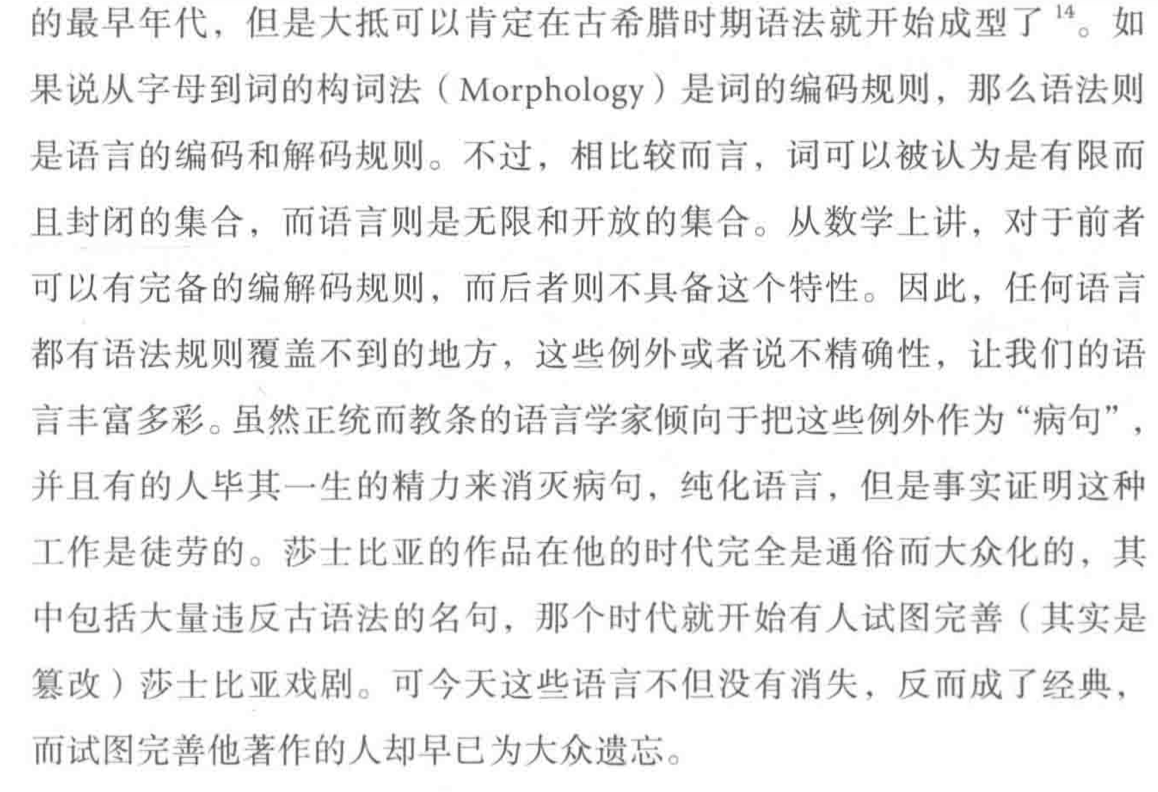 的最早年代，但是大抵可以肯定在古希腊时期语法就开始成型了 14。如
果说从字母到词的构词法（Morphology）是词的编码规则，那么语法则
是语言的编码和解码规则。不过，相比较而言，词可以被认为是有限而
且封闭的集合，而语言则是无限和开放的集合。从数学上讲，对于前者
可以有完备的编解码规则，而后者则不具备这个特性。因此，任何语言
都有语法规则覆盖不到的地方，这些例外或者说不精确性，让我们的语
言丰富多彩。虽然正统而教条的语言学家倾向于把这些例外作为“病句”，
并且有的人毕其一生的精力来消灭病句，纯化语言，但是事实证明这种
工作是徒劳的。莎士比亚的作品在他的时代完全是通俗而大众化的，其
中包括大量违反古语法的名句，那个时代就开始有人试图完善（其实是
篡改）莎士比亚戏剧。可今天这些语言不但没有消失，反而成了经典，
而试图完善他著作的人却早已为大众遗忘。